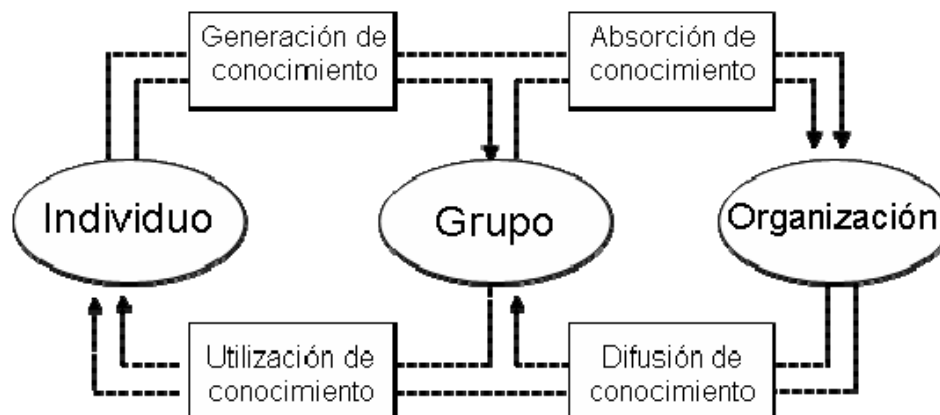 Generación de
conocimiento
Absorción de
conocimiento
Individuo
Grupo
Organización
Utilización de
conocimiento
Difusión de
conocimiento